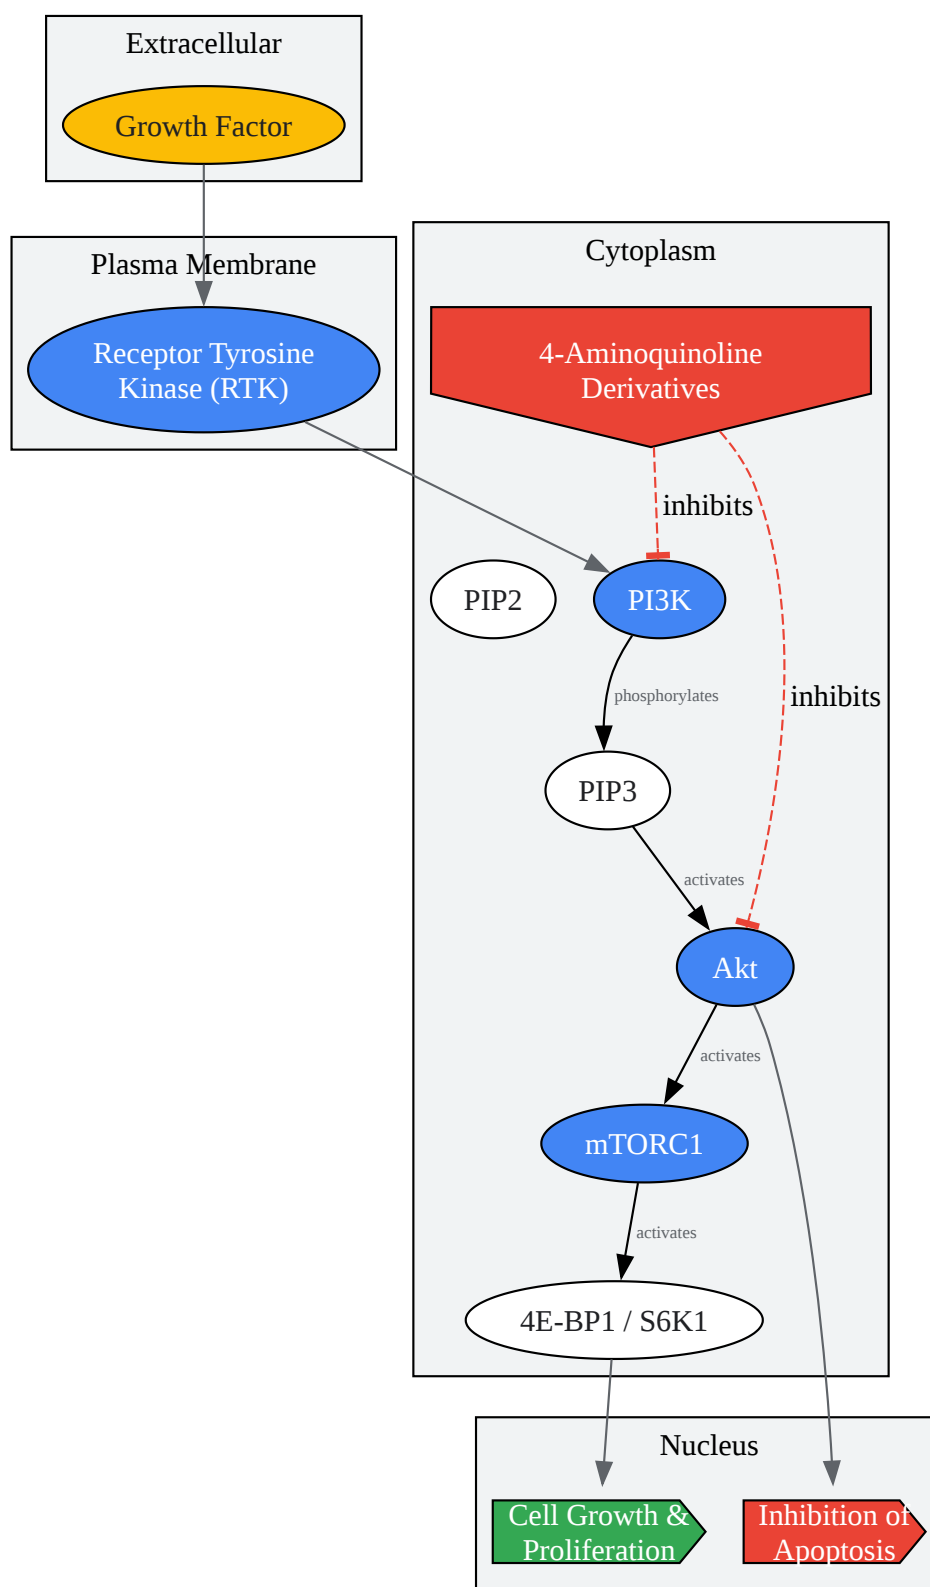 Extracellular
Growth Factor
Plasma Membrane
Receptor Tyrosine
Kinase (RTK)
Cytoplasm
4-Aminoquinoline
Derivatives
inhibits
PIP2
PI3K
phosphorylates
inhibits
PIP3
activates
Akt
activates
mTORC1
activates
4E-BP1 / S6K1
Nucleus
Cell Growth &
Proliferation
Inhibition of
Apoptosis